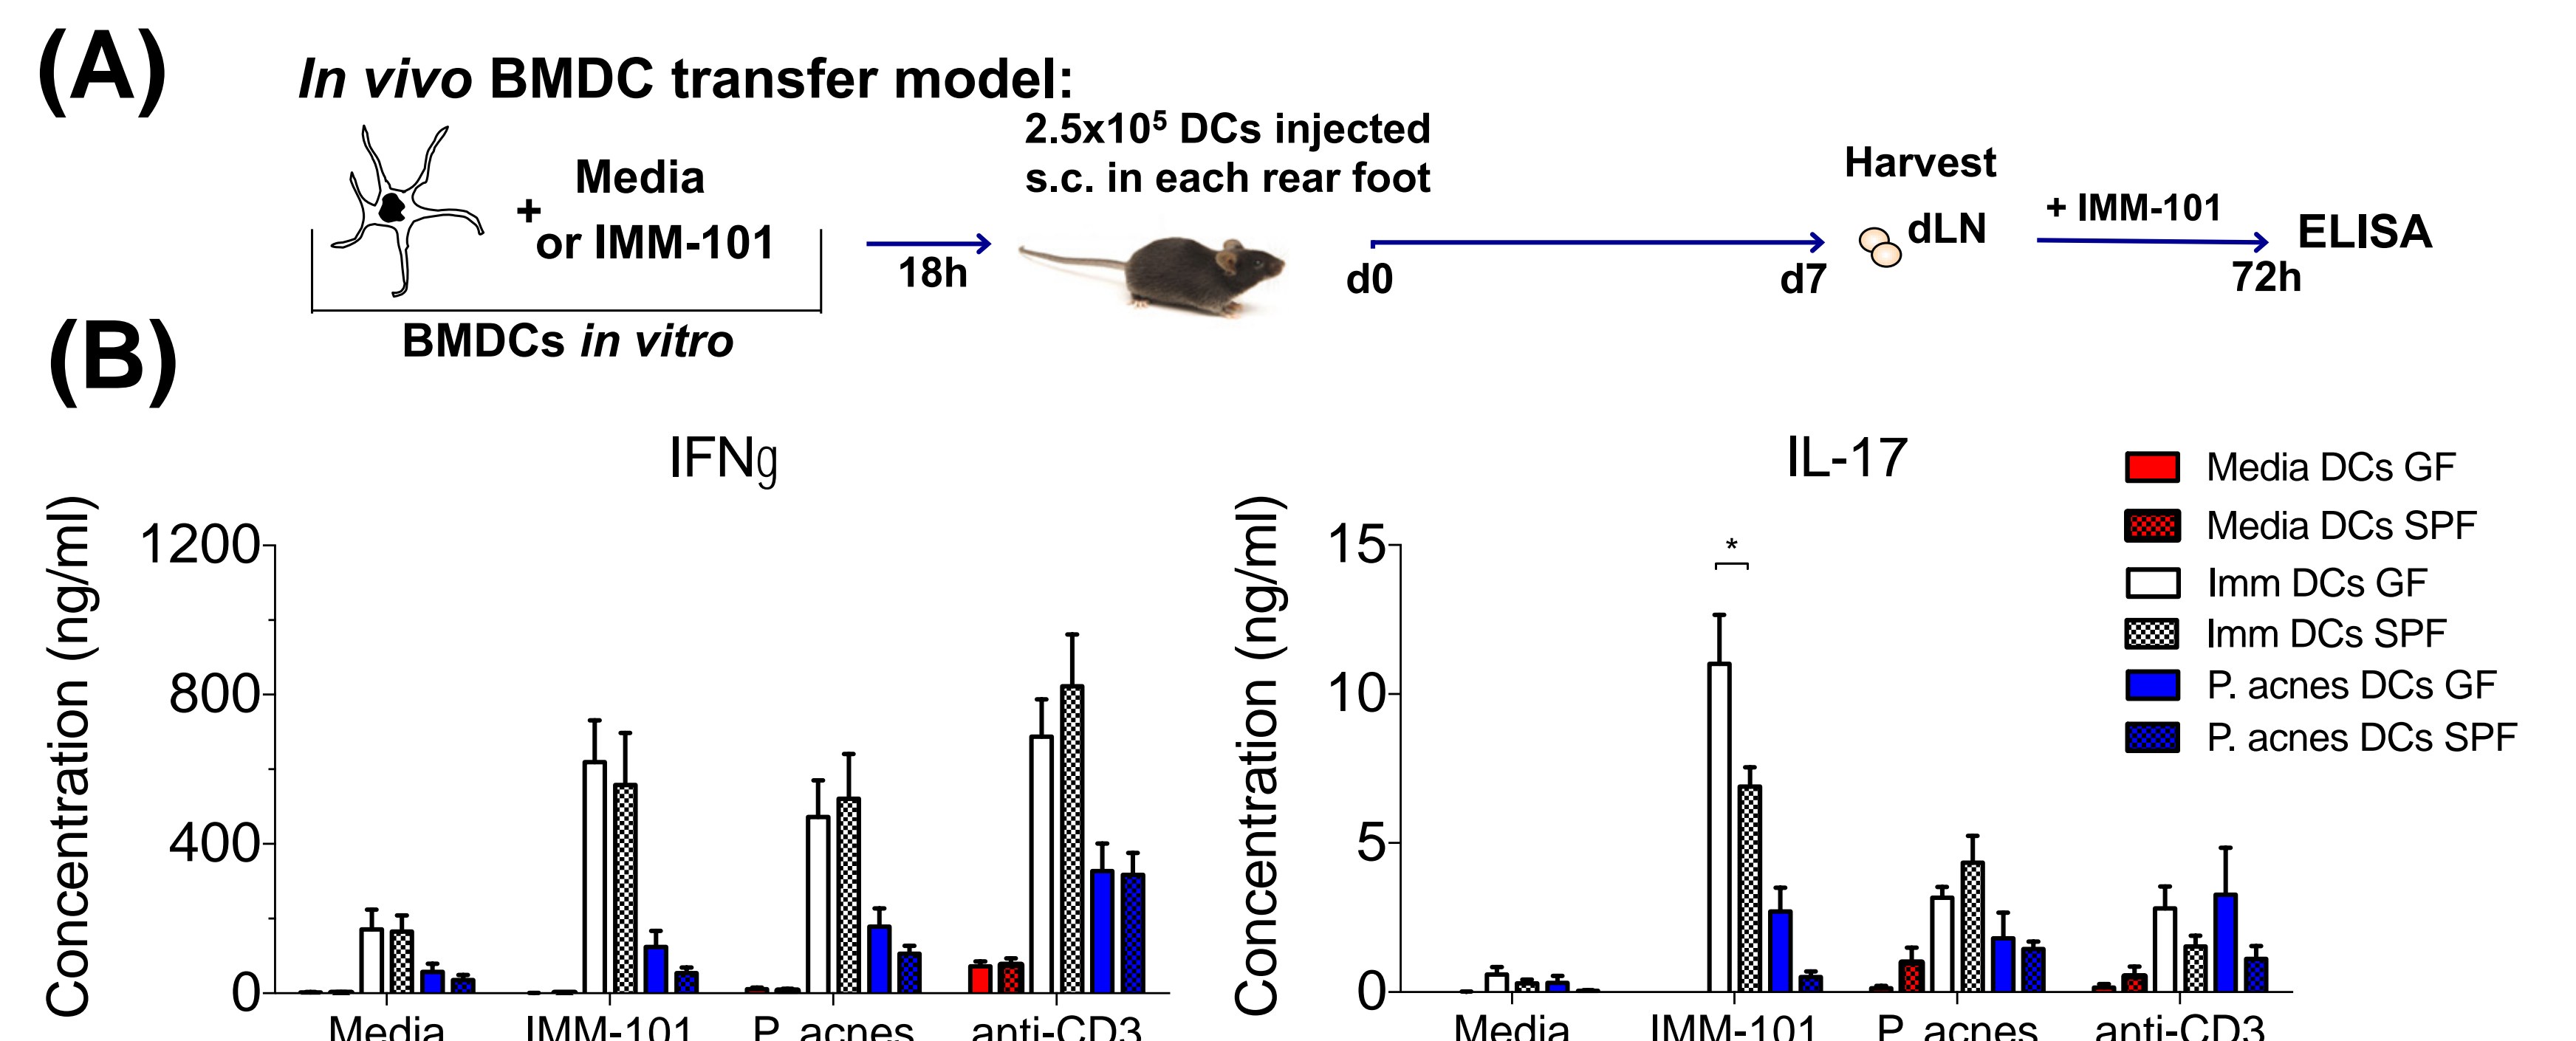 (A)
In vivo BMDC transfer model:
2.5x10⁵ DCs injected
s.c. in each rear foot
Media
+
or IMM-101
BMDCs in vitro
18h
d0
d7
Harvest
dLN
+ IMM-101
72h
ELISA
(B)
IFNg
Concentration (ng/ml)
1200
800
400
0
Media
IMM-101
P. acnes
anti-CD3
IL-17
Concentration (ng/ml)
15
10
5
0
*
Media
IMM-101
P. acnes
anti-CD3
Media DCs GF
Media DCs SPF
Imm DCs GF
Imm DCs SPF
P. acnes DCs GF
P. acnes DCs SPF